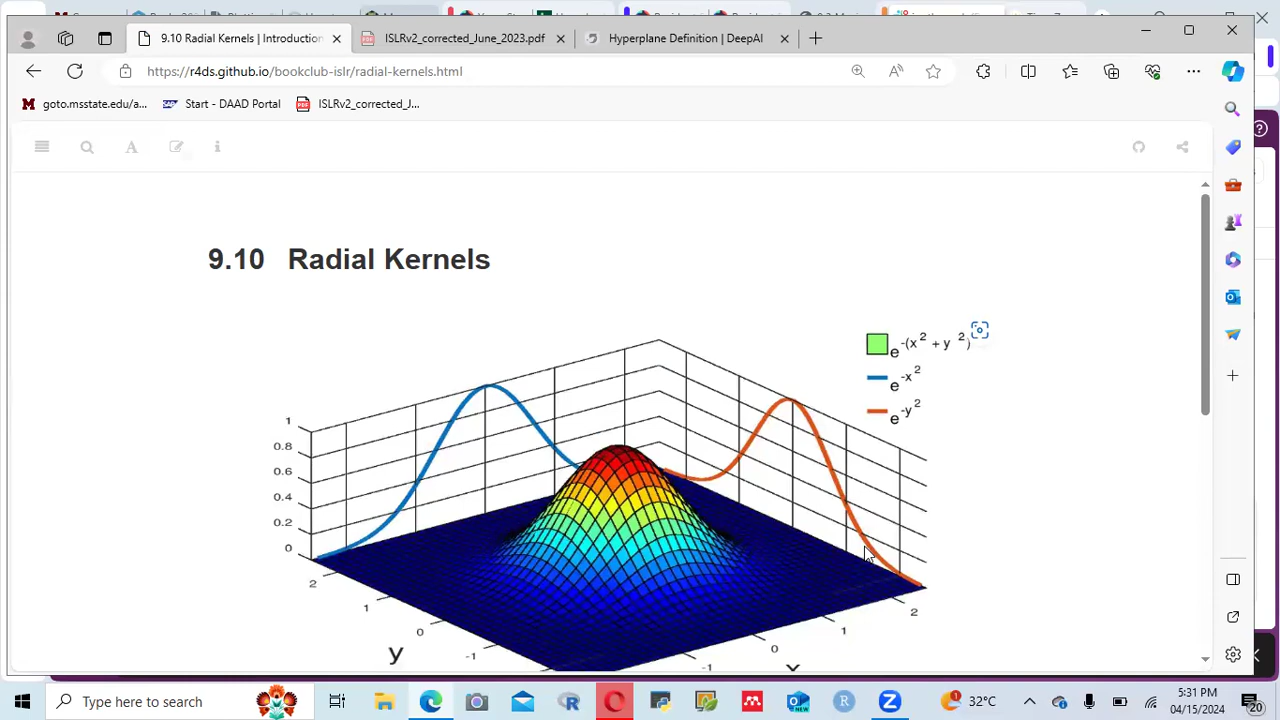 9.10 Radial Kernels | Introduction
ISLRv2_corrected_June_2023.pdf
Hyperplane Definition | DeepAI
https://r4ds.github.io/bookclub-islr/radial-kernels.html
goto.msstate.edu/a...
Start - DAAD Portal
ISLRv2_corrected_J...
9.10 Radial Kernels
e^-(x^2 + y^2)
e^-x^2
e^-y^2
1
0.8
0.6
0.4
0.2
0
2
1
0
-1
y
2
1
0
-1
x
Type here to search
32°C
5:31 PM
04/15/2024
20